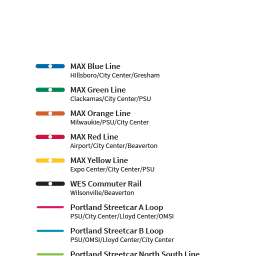 MAX Blue Line
Hillsboro/City Center/Gresham
MAX Green Line
Clackamas/City Center/PSU
MAX Orange Line
Milwaukie/PSU/City Center
MAX Red Line
Airport/City Center/Beaverton
MAX Yellow Line
Expo Center/City Center/PSU
WES Commuter Rail
Wilsonville/Beaverton
Portland Streetcar A Loop
PSU/City Center/Lloyd Center/OMSI
Portland Streetcar B Loop
PSU/OMSI/Lloyd Center/City Center
Portland Streetcar North South Line